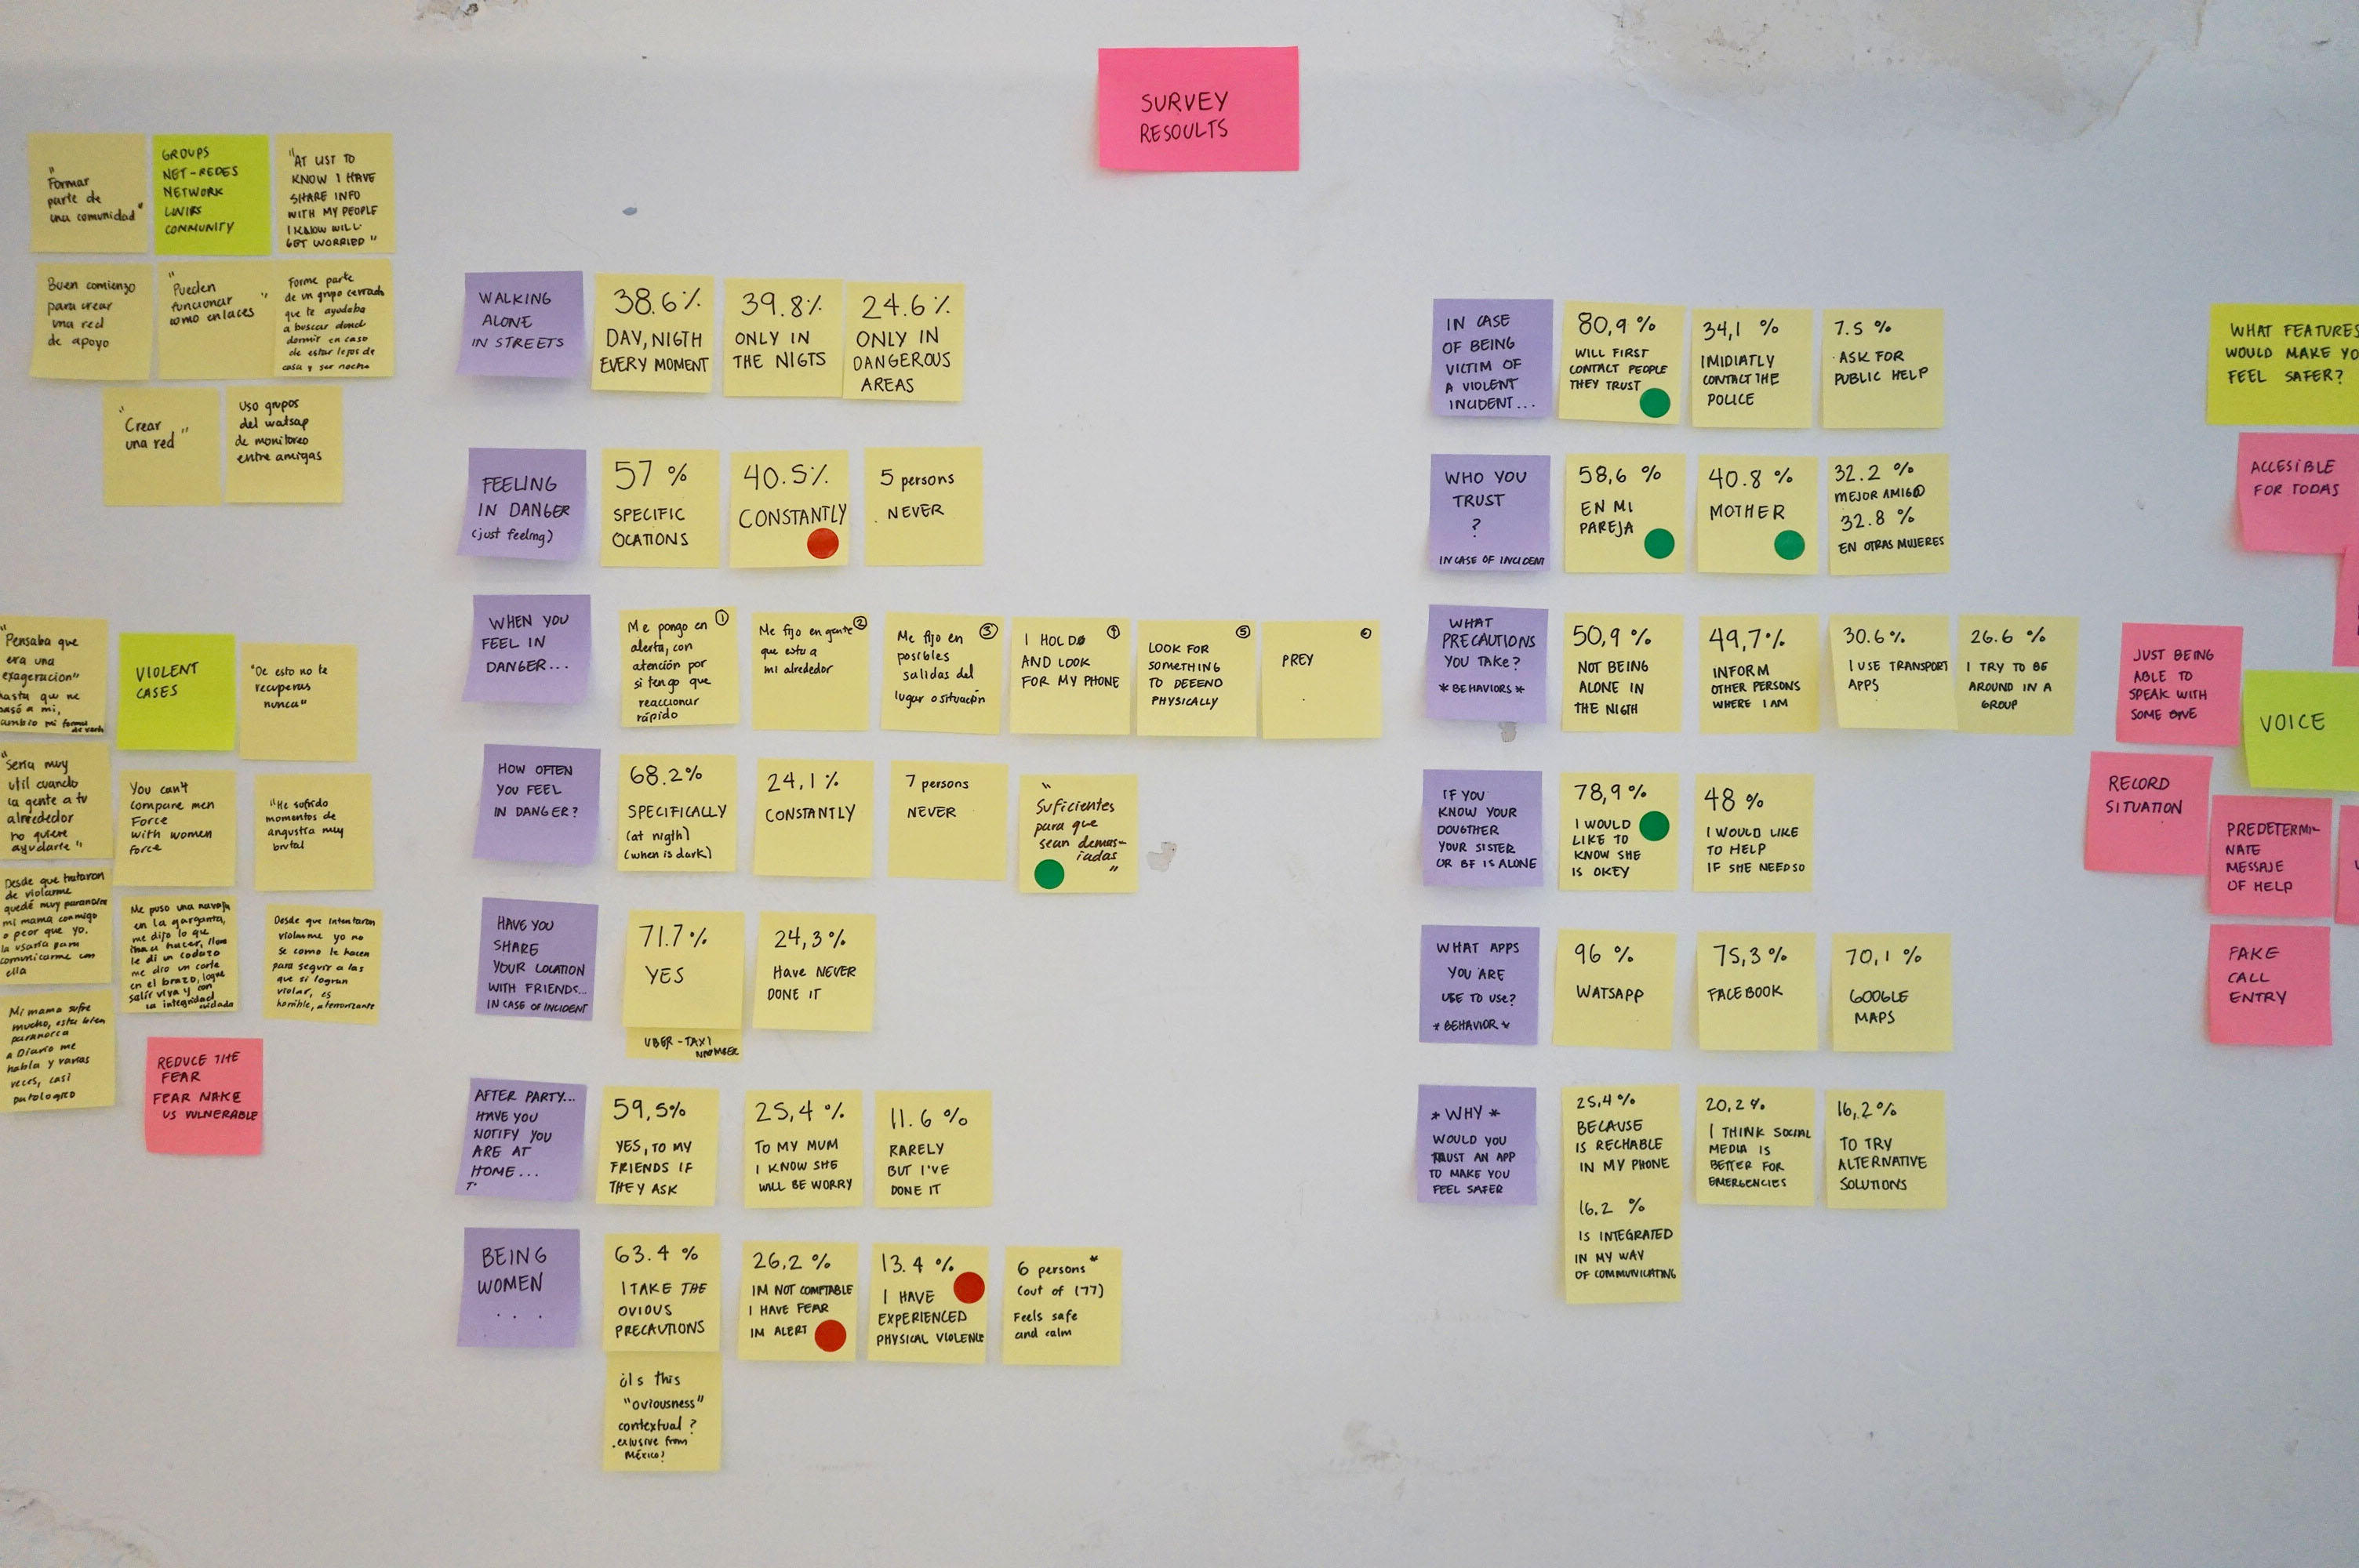 SURVEY
RESOULTS
"
Formar
parte de
una comunidad"
GROUPS
NET-REDES
NETWORK
COMMUNITY
"AT LIST TO
KNOW I HAVE
SHARE INFO
WITH MY PEOPLE
I KNOW WILL
GET WORRIED"
Buen comienzo
para crear
una red
de apoyo
"Pueden
funcionar "
como enlaces
Forme parte
de un grupo cerrado
que te ayudaba
a buscar donde
dormir en caso
de estar lejos de
casa y ser noche
"
Crear
una red"
Uso grupos
del watsap
de monitoreo
entre amigas
"Pensaba que
era una
exageracion"
hasta que me
pasó a mi,
cambio mi forma
de verlo
VIOLENT
CASES
"De esto no te
recuperas
nunca"
"Seria muy
util cuando
la gente a tu
alrededor
no quiere
ayudarte"
You can't
compare men
Force
with women
force
"He sufrido
momentos de
angustia muy
brutal
Desde que trataron
de violarme
quedé muy paranoica
mi mama conmigo
o peor que yo.
la usaría para
comunicarme con
ella
Me puso una navaja
en la garganta,
me dijo lo que
iba a hacer,
le di un codazo
me dio un corte
en el brazo, logre
salir viva y con
la integridad
Desde que intentaron
violarme yo no
se como le hacen
para seguir a las
que si logran
violar, es
horrible, aterrorizante
Mi mama sufre
mucho, esta bien
paranoica
a Diario me
habla y varias
veces, casi
patologico
REDUCE THE
FEAR
FEAR MAKE
US VULNERABLE
WALKING
ALONE
IN STREETS
38.6%
DAY, NIGTH
EVERY MOMENT
39.8%
ONLY IN
THE NIGTS
24.6%
ONLY IN
DANGEROUS
AREAS
FEELING
IN DANGER
(just feeling)
57 %
SPECIFIC
OCATIONS
40.5%
CONSTANTLY
5 persons
NEVER
WHEN YOU
FEEL IN
DANGER...
Me pongo en ①
alerta, con
atención por
si tengo que
reaccionar
rápido
Me fijo en gente ②
que esta a
mi alrededor
Me fijo en ③
posibles
salidas del
lugar o situación
I HOLD ④
AND LOOK
FOR MY PHONE
LOOK FOR ⑤
SOMETHING
TO DEFEND
PHYSICALLY
PREY
HOW OFTEN
YOU FEEL
IN DANGER?
68.2%
SPECIFICALLY
(at nigth)
(when is dark)
24,1%
CONSTANTLY
7 persons
NEVER
"
Suficientes
para que
sean demas-
iadas
"
HAVE YOU
SHARE
YOUR LOCATION
WITH FRIENDS...
IN CASE OF INCIDENT
71.7%
YES
UBER-TAXI
NNOMBER
24,3%
Have NEVER
DONE IT
AFTER PARTY...
HAVE YOU
NOTIFY YOU
ARE AT
HOME...
59,5%
YES, TO MY
FRIENDS IF
THEY ASK
25,4 %
TO MY MUM
I KNOW SHE
WILL BE WORRY
11.6 %
RARELY
BUT I'VE
DONE IT
BEING
WOMEN
...
63.4 %
I TAKE THE
OVIOUS
PRECAUTIONS
26,2 %
IM NOT COMFTABLE
I HAVE FEAR
IM ALERT
13.4 %
I HAVE
EXPERIENCED
PHYSICAL VIOLENCE
6 persons*
(out of 177)
Feels safe
and calm
¿Is this
"oviousness"
contextual?
.exlusive from
México?
IN CASE
OF BEING
VICTIM OF
A VIOLENT
INCIDENT...
80,9 %
WILL FIRST
CONTACT PEOPLE
THEY TRUST
34,1 %
IMIDIATLY
CONTACT THE
POLICE
7.5 %
ASK FOR
PUBLIC HELP
WHO YOU
TRUST
?
IN CASE OF INCIDENT
58,6 %
EN MI
PAREJA
40.8 %
MOTHER
32.2 %
MEJOR AMIG@
32.8 %
EN OTRAS MUJERES
WHAT
PRECAUTIONS
YOU TAKE?
*BEHAVIORS*
50,9 %
NOT BEING
ALONE IN
THE NIGTH
49,7%
INFORM
OTHER PERSONS
WHERE I AM
30.6%
I USE TRANSPORT
APPS
26.6 %
I TRY TO BE
AROUND IN A
GROUP
IF YOU
KNOW YOUR
DOUGTHER
YOUR SISTER
OR BF IS ALONE
78,9%
I WOULD
LIKE TO
KNOW SHE
IS OKEY
48 %
I WOULD LIKE
TO HELP
IF SHE NEED SO
WHAT APPS
YOU ARE
USE TO USE?
*BEHAVIOR*
96 %
WATSAPP
75,3 %
FACEBOOK
70,1 %
GOOGLE
MAPS
*WHY*
WOULD YOU
TRUST AN APP
TO MAKE YOU
FEEL SAFER
25,4%
BECAUSE
IS RECHABLE
IN MY PHONE
16.2 %
IS INTEGRATED
IN MY WAY
OF COMMUNICATING
20,2%
I THINK SOCIAL
MEDIA IS
BETTER FOR
EMERGENCIES
16,2%
TO TRY
ALTERNATIVE
SOLUTIONS
WHAT FEATURES
WOULD MAKE YO
FEEL SAFER?
ACCESIBLE
FOR TODAS
JUST BEING
ABLE TO
SPEAK WITH
SOME ONE
VOICE
RECORD
SITUATION
PREDETERMI-
NATE
MESSAJE
OF HELP
FAKE
CALL
ENTRY